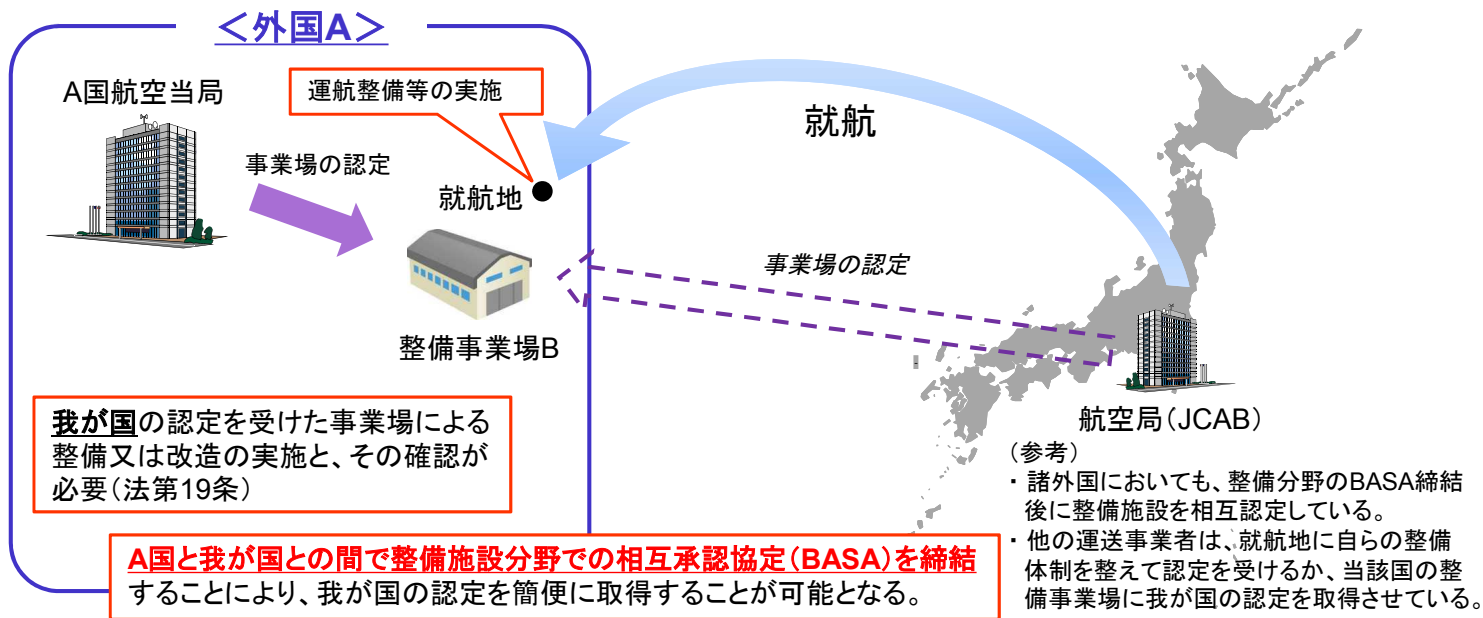 ＜外国A＞
A国航空当局
運航整備等の実施
就航
事業場の認定
就航地
事業場の認定
整備事業場B
航空局（JCAB）
我が国の認定を受けた事業場による
整備又は改造の実施と、その確認が
必要（法第19条）
A国と我が国との間で整備施設分野での相互承認協定（BASA）を締結
することにより、我が国の認定を簡便に取得することが可能となる。
（参考）
・ 諸外国においても、整備分野のBASA締結
後に整備施設を相互認定している。
・ 他の運送事業者は、就航地に自らの整備
体制を整えて認定を受けるか、当該国の整
備事業場に我が国の認定を取得させている。